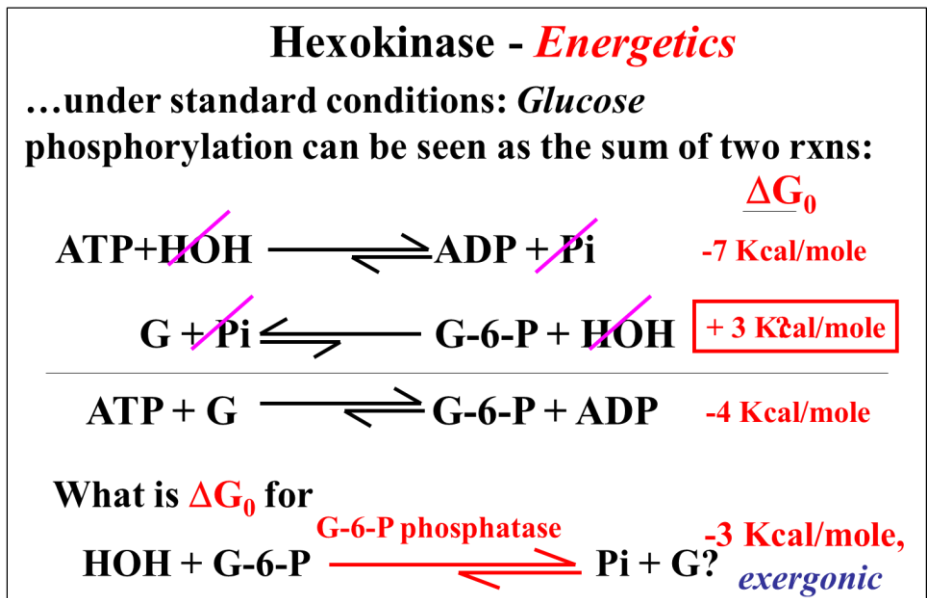 Hexokinase - Energetics
…under standard conditions: Glucose
phosphorylation can be seen as the sum of two rxns:
ΔG₀
ATP+HOH ADP + Pi -7 Kcal/mole
G + Pi G-6-P + HOH + 3 Kcal/mole ?
ATP + G G-6-P + ADP -4 Kcal/mole
What is ΔG₀ for
G-6-P phosphatase
HOH + G-6-P Pi + G? -3 Kcal/mole,
exergonic